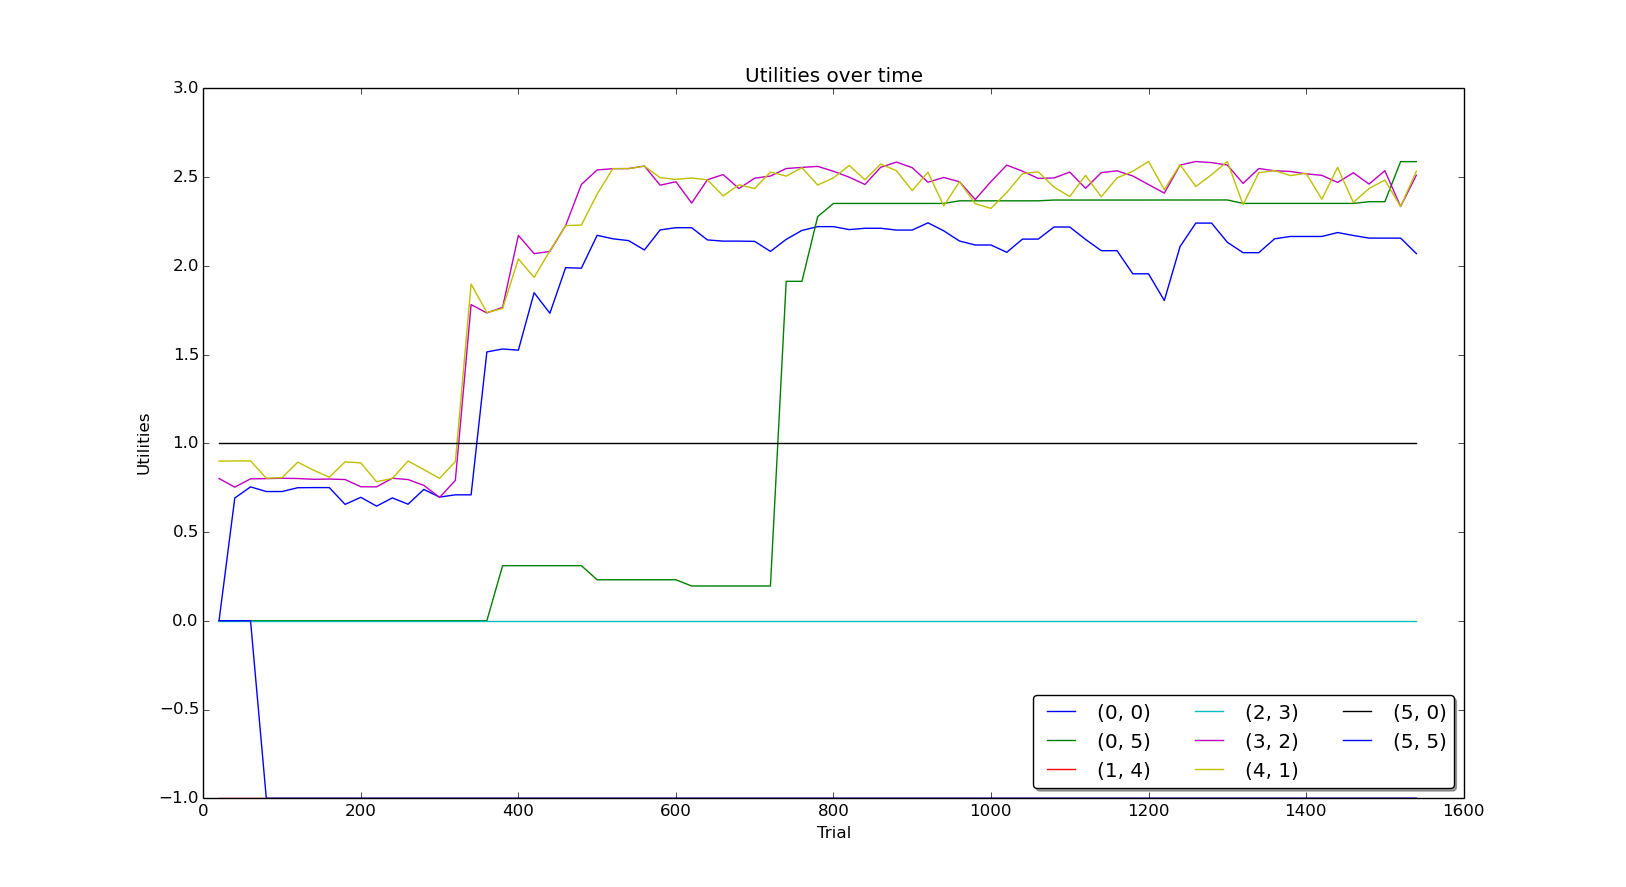 Utilities over time
3.0
2.5
2.0
1.5
1.0
0.5
0.0
−0.5
−1.0
Utilities
0 200 400 600 800 1000 1200 1400 1600
Trial
(0, 0) (2, 3) (5, 0)
(0, 5) (3, 2) (5, 5)
(1, 4) (4, 1)